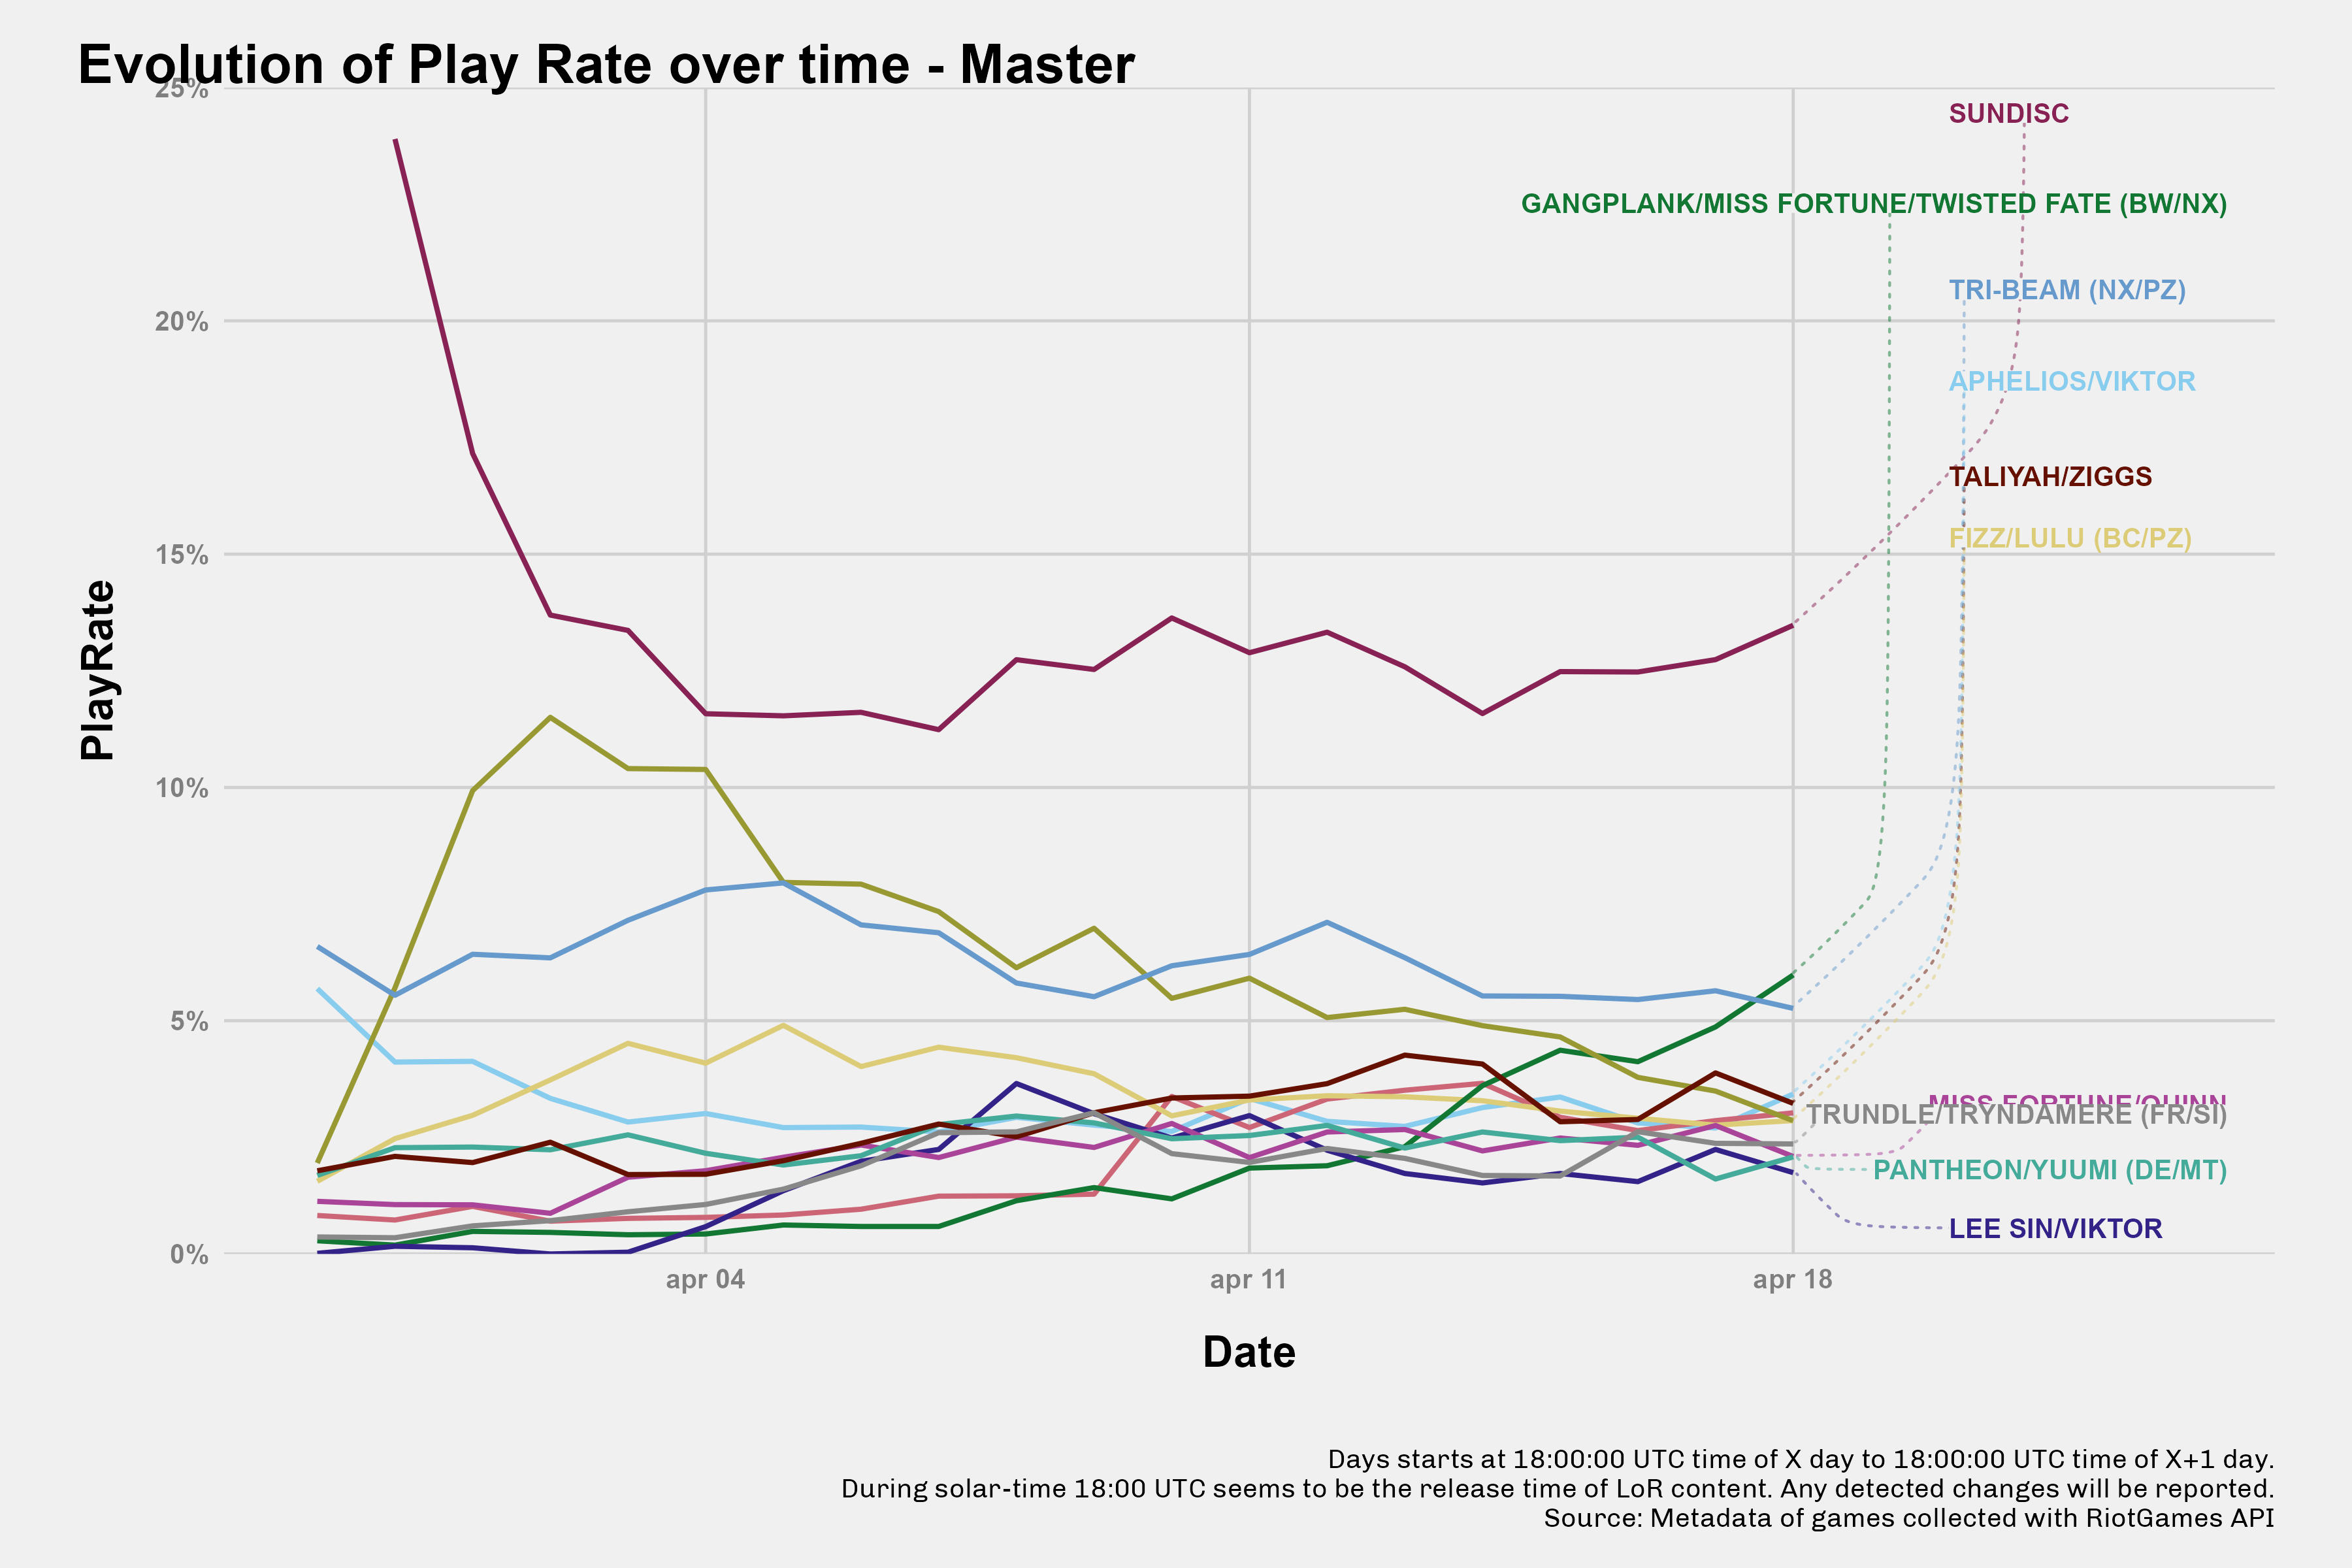 Evolution of Play Rate over time - Master
25%
SUNDISC
GANGPLANK/MISS FORTUNE/TWISTED FATE (BW/NX)
TRI-BEAM (NX/PZ)
20%
APHELIOS/VIKTOR
TALIYAH/ZIGGS
FIZZ/LULU (BC/PZ)
15%
PlayRate
10%
5%
MISS FORTUNE/QUINN
TRUNDLE/TRYNDAMERE (FR/SI)
PANTHEON/YUUMI (DE/MT)
LEE SIN/VIKTOR
0%
apr 04
apr 11
apr 18
Date
Days starts at 18:00:00 UTC time of X day to 18:00:00 UTC time of X+1 day.
During solar-time 18:00 UTC seems to be the release time of LoR content. Any detected changes will be reported.
Source: Metadata of games collected with RiotGames API